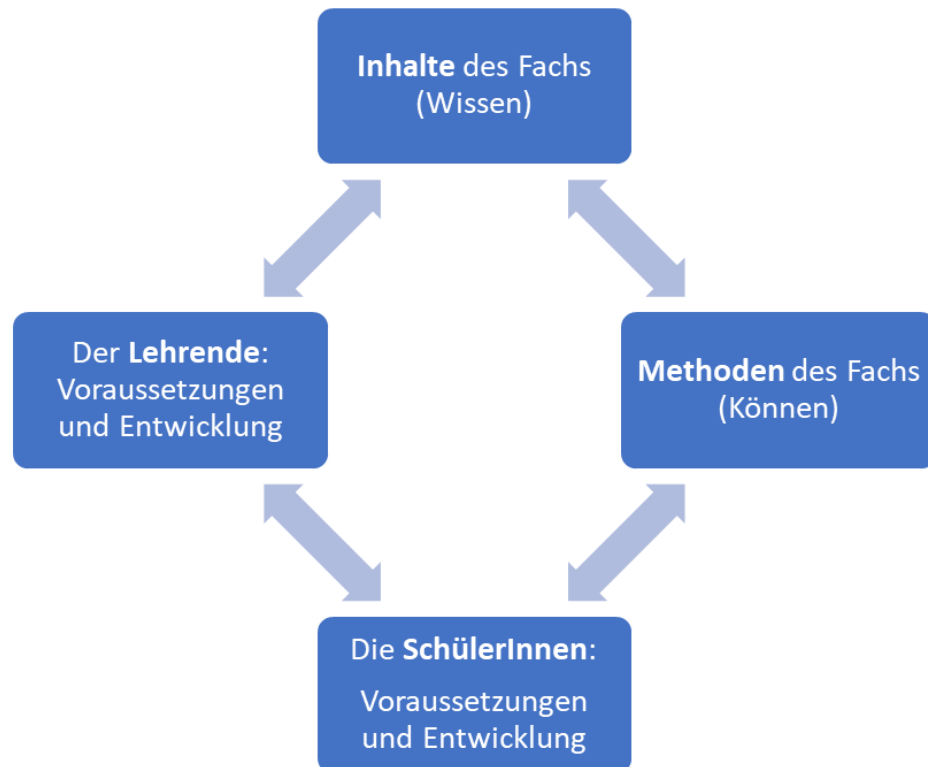 Inhalte des Fachs
(Wissen)
Der Lehrende:
Voraussetzungen
und Entwicklung
Methoden des Fachs
(Können)
Die SchülerInnen:
Voraussetzungen
und Entwicklung